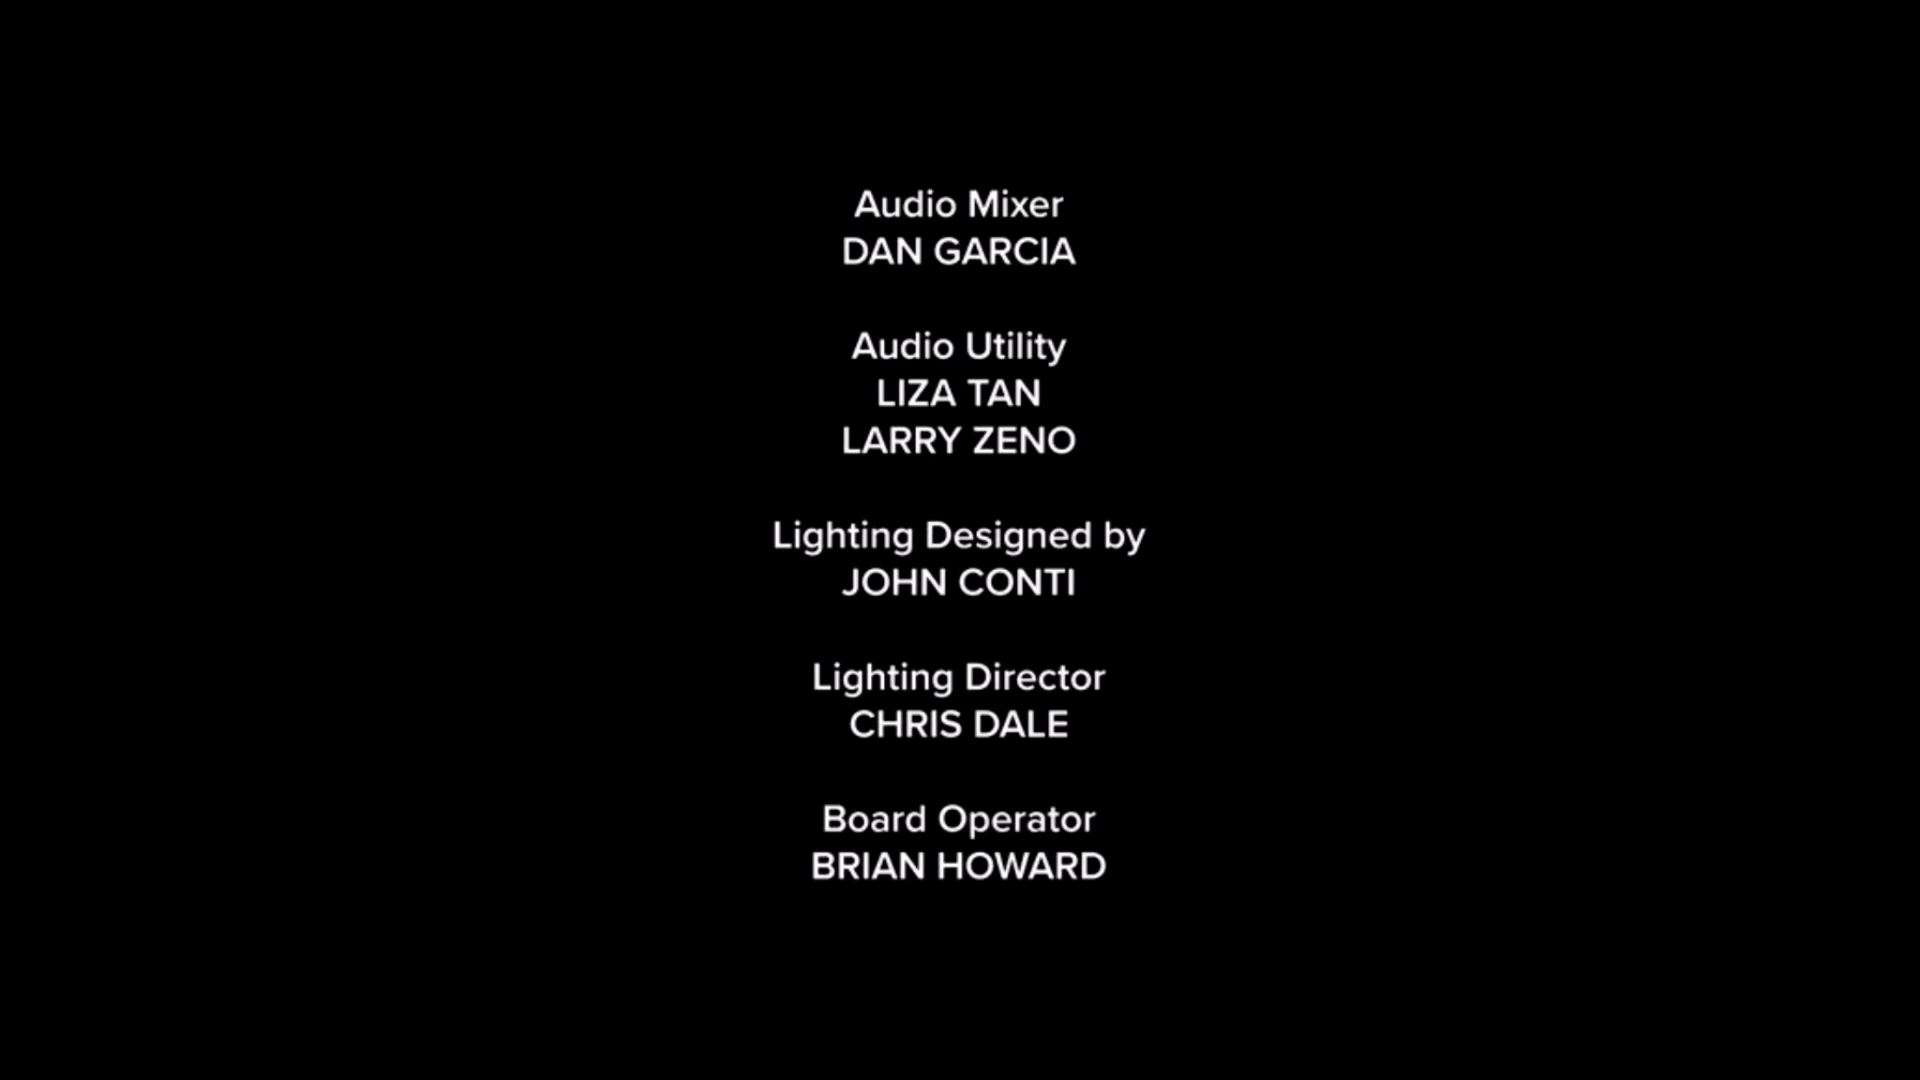 Audio Mixer
DAN GARCIA
Audio Utility
LIZA TAN
LARRY ZENO
Lighting Designed by
JOHN CONTI
Lighting Director
CHRIS DALE
Board Operator
BRIAN HOWARD